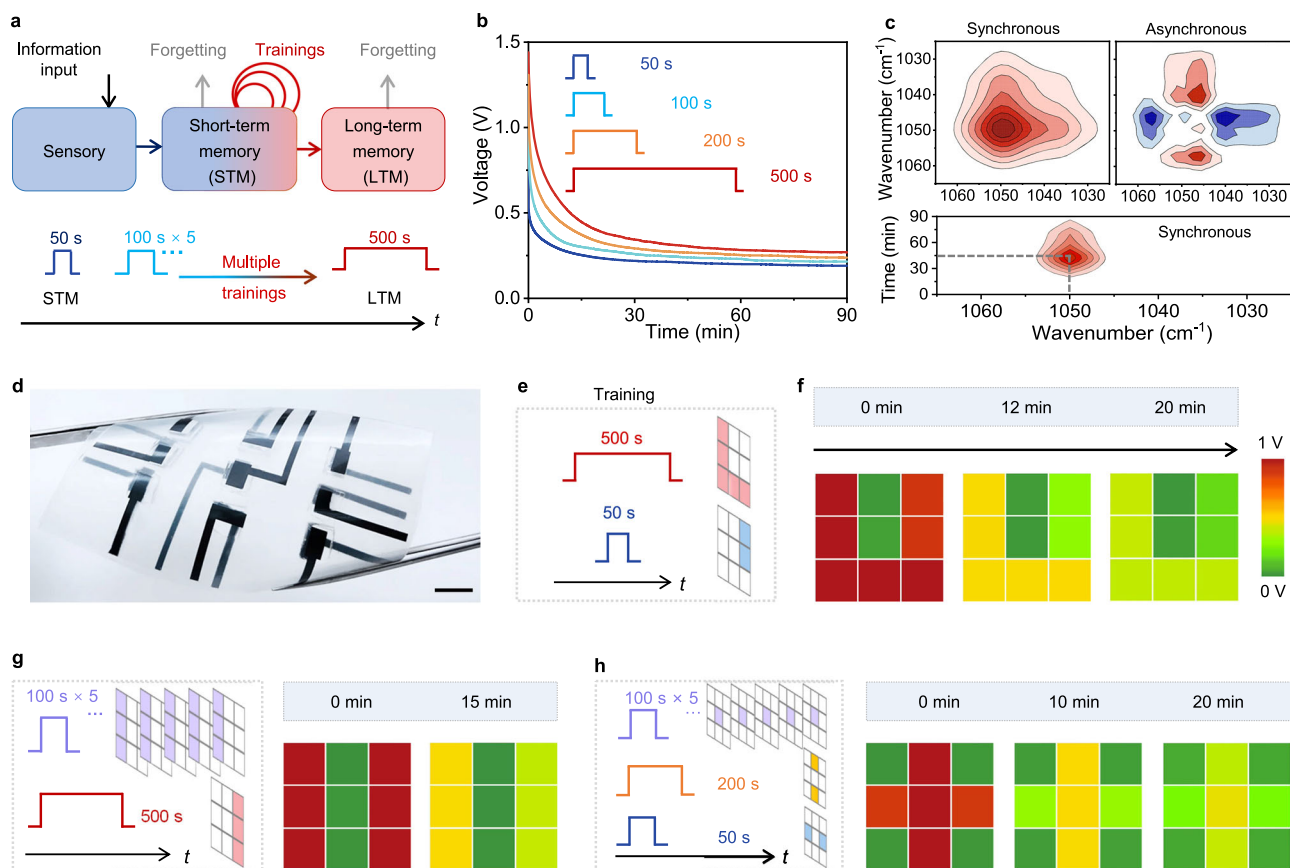 a
Information
input
Forgetting
Trainings
Forgetting
Sensory
Short-term
memory
(STM)
Long-term
memory
(LTM)
50 s
100 s × 5
...
500 s
Multiple
trainings
STM
LTM
t
b
Voltage (V)
1.5
1.0
0.5
0.0
50 s
100 s
200 s
500 s
0
30
60
90
Time (min)
c
Synchronous
Asynchronous
Wavenumber (cm⁻¹)
1030
1040
1050
1060
1060
1050
1040
1030
1060
1050
1040
1030
Time (min)
90
60
30
0
Synchronous
1060
1050
1040
1030
Wavenumber (cm⁻¹)
d
e
Training
500 s
50 s
t
f
0 min
12 min
20 min
1 V
0 V
g
100 s × 5
...
500 s
t
0 min
15 min
h
100 s × 5
...
200 s
50 s
t
0 min
10 min
20 min